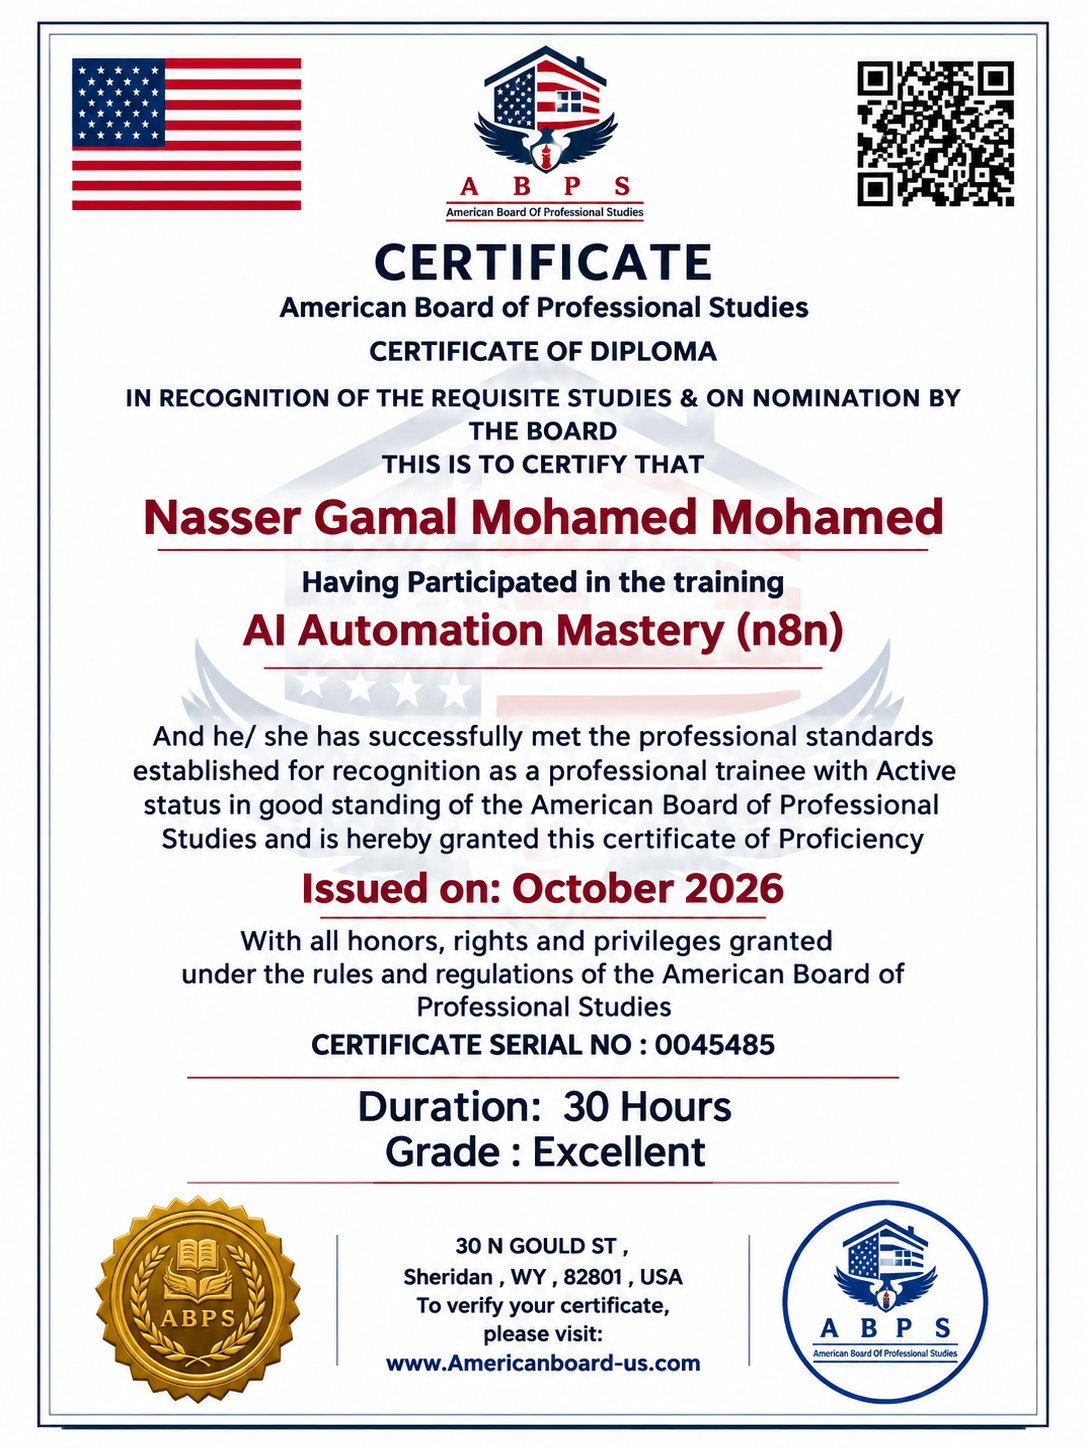 A B P S
American Board Of Professional Studies
CERTIFICATE
American Board of Professional Studies
CERTIFICATE OF DIPLOMA
IN RECOGNITION OF THE REQUISITE STUDIES & ON NOMINATION BY
THE BOARD
THIS IS TO CERTIFY THAT
Nasser Gamal Mohamed Mohamed
Having Participated in the training
AI Automation Mastery (n8n)
And he/ she has successfully met the professional standards
established for recognition as a professional trainee with Active
status in good standing of the American Board of Professional
Studies and is hereby granted this certificate of Proficiency
Issued on: October 2026
With all honors, rights and privileges granted
under the rules and regulations of the American Board of
Professional Studies
CERTIFICATE SERIAL NO : 0045485
Duration:  30 Hours
Grade : Excellent
ABPS
30 N GOULD ST ,
Sheridan , WY , 82801 , USA
To verify your certificate,
please visit:
www.Americanboard-us.com
A B P S
American Board Of Professional Studies